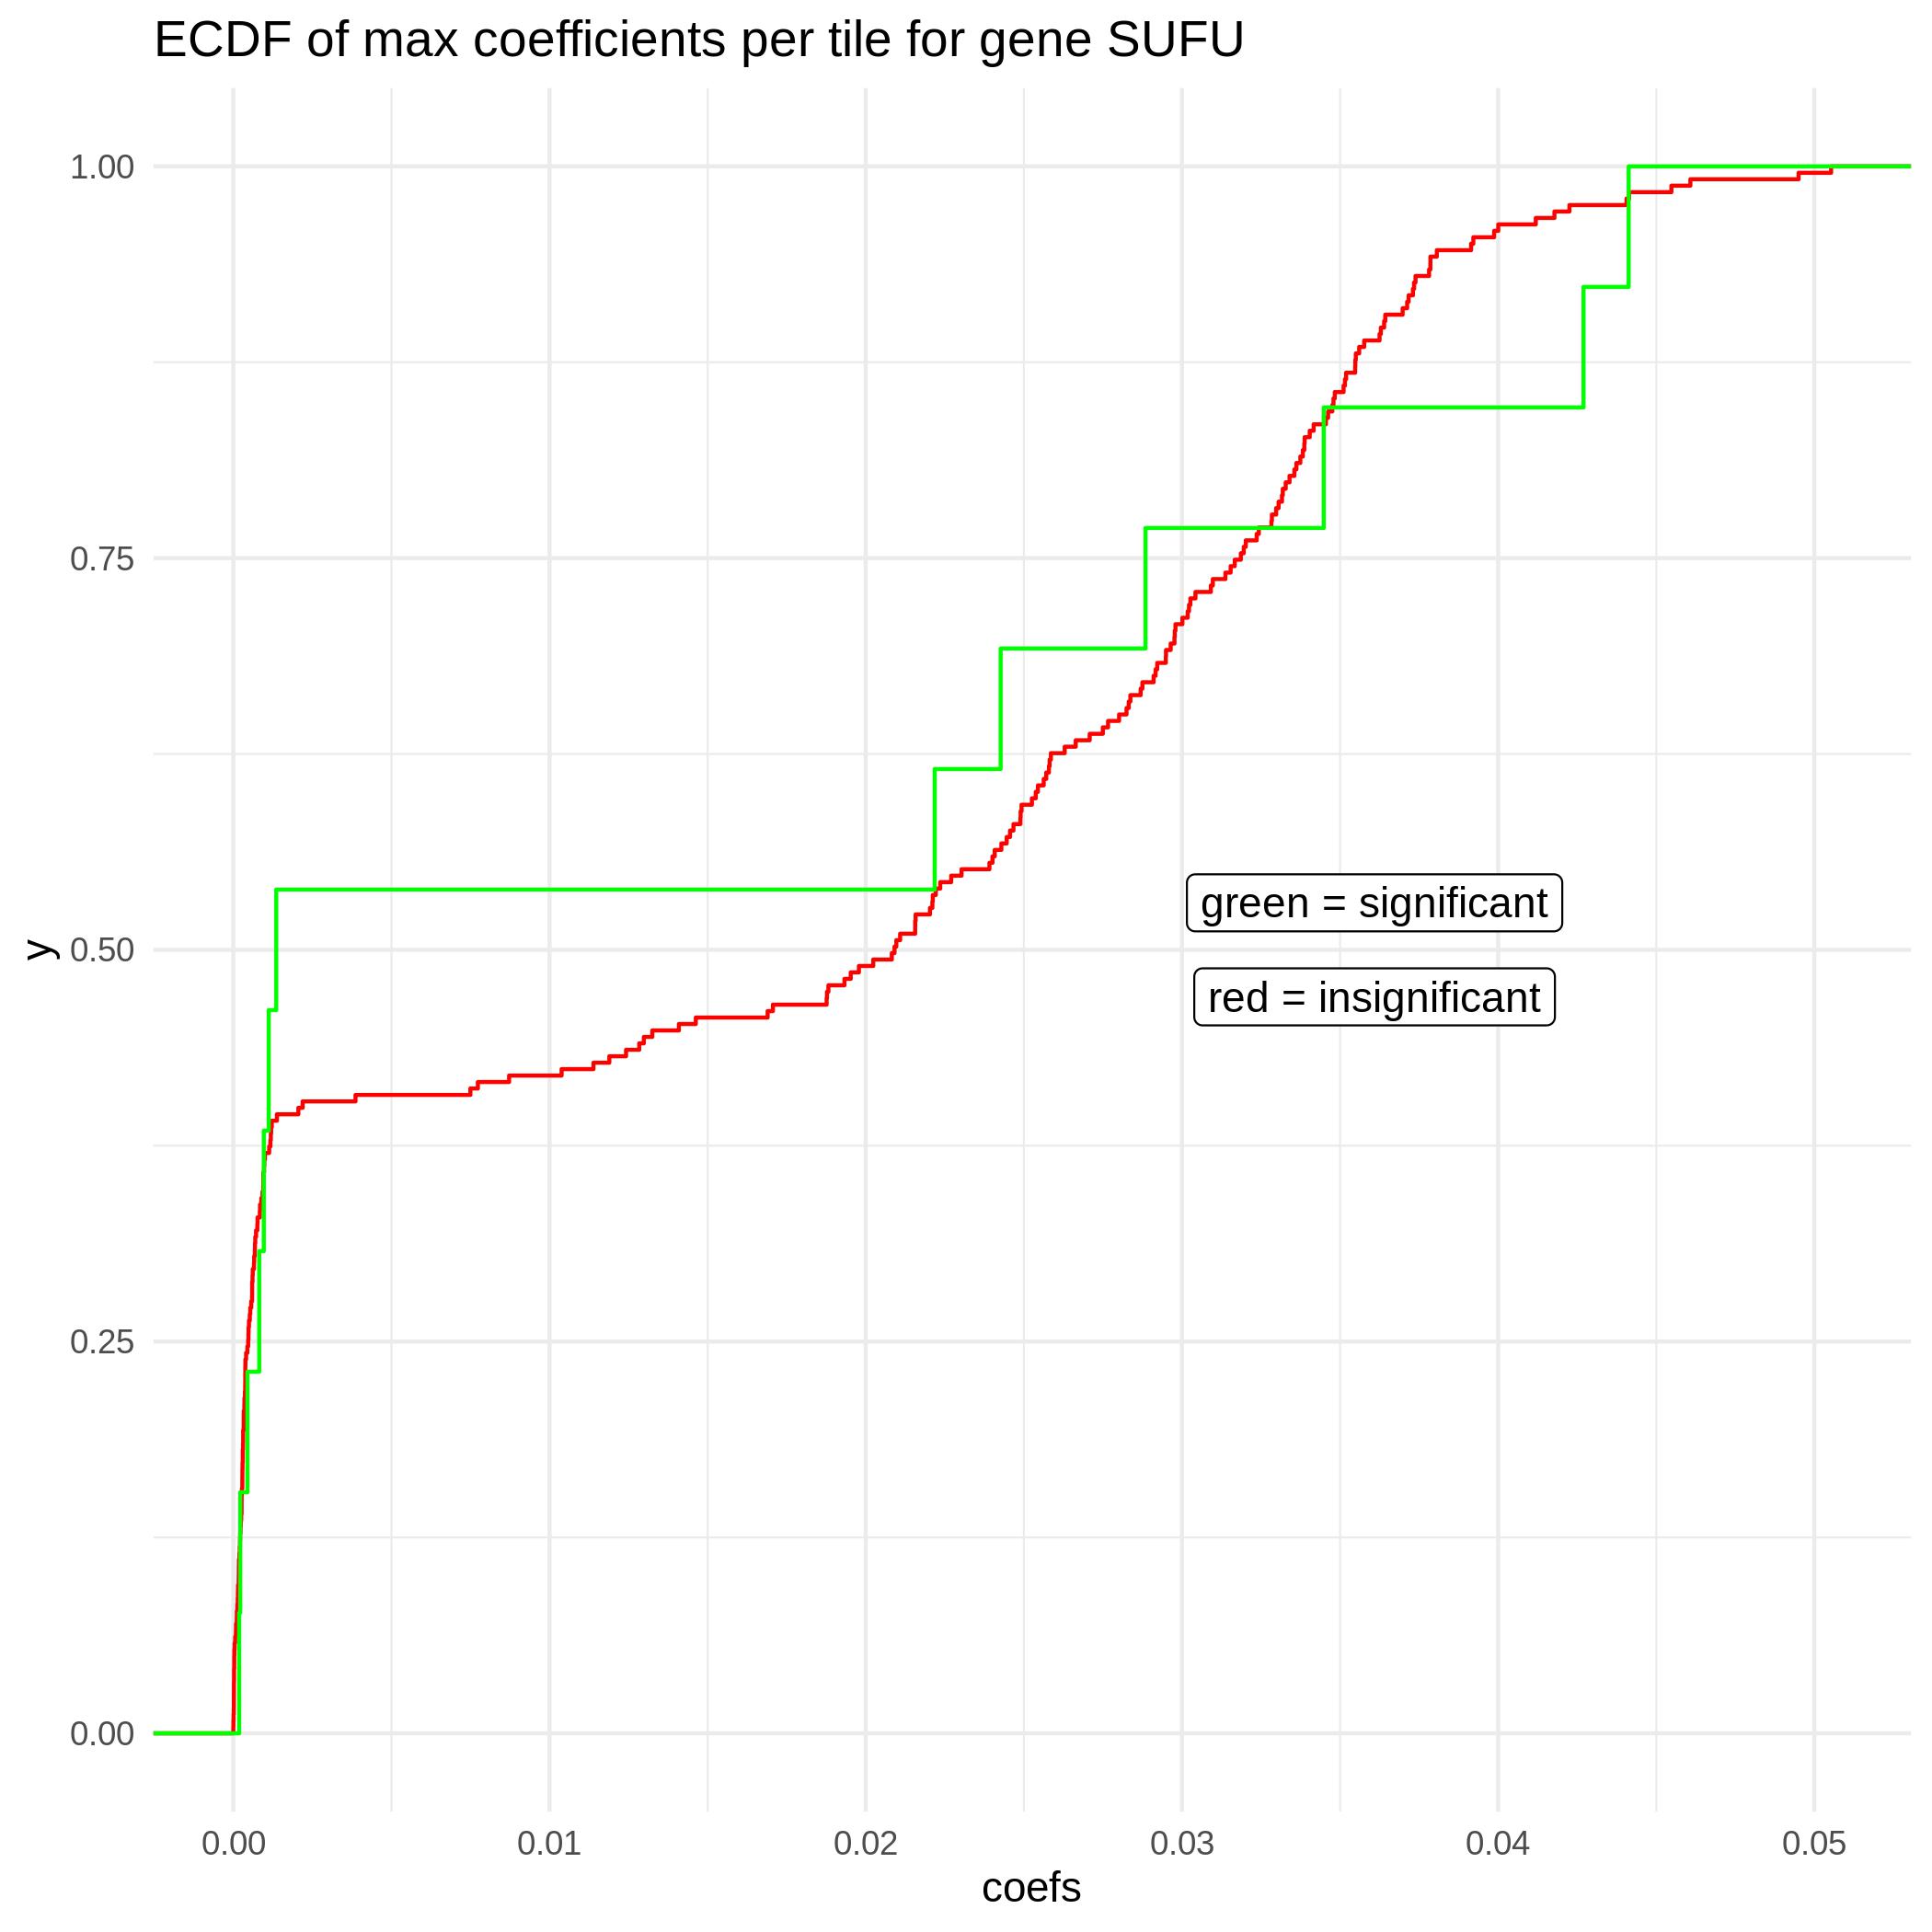 ECDF of max coefficients per tile for gene SUFU
1.00
0.75
0.50
0.25
0.00
y
green = significant
red = insignificant
0.00 0.01 0.02 0.03 0.04 0.05
coefs